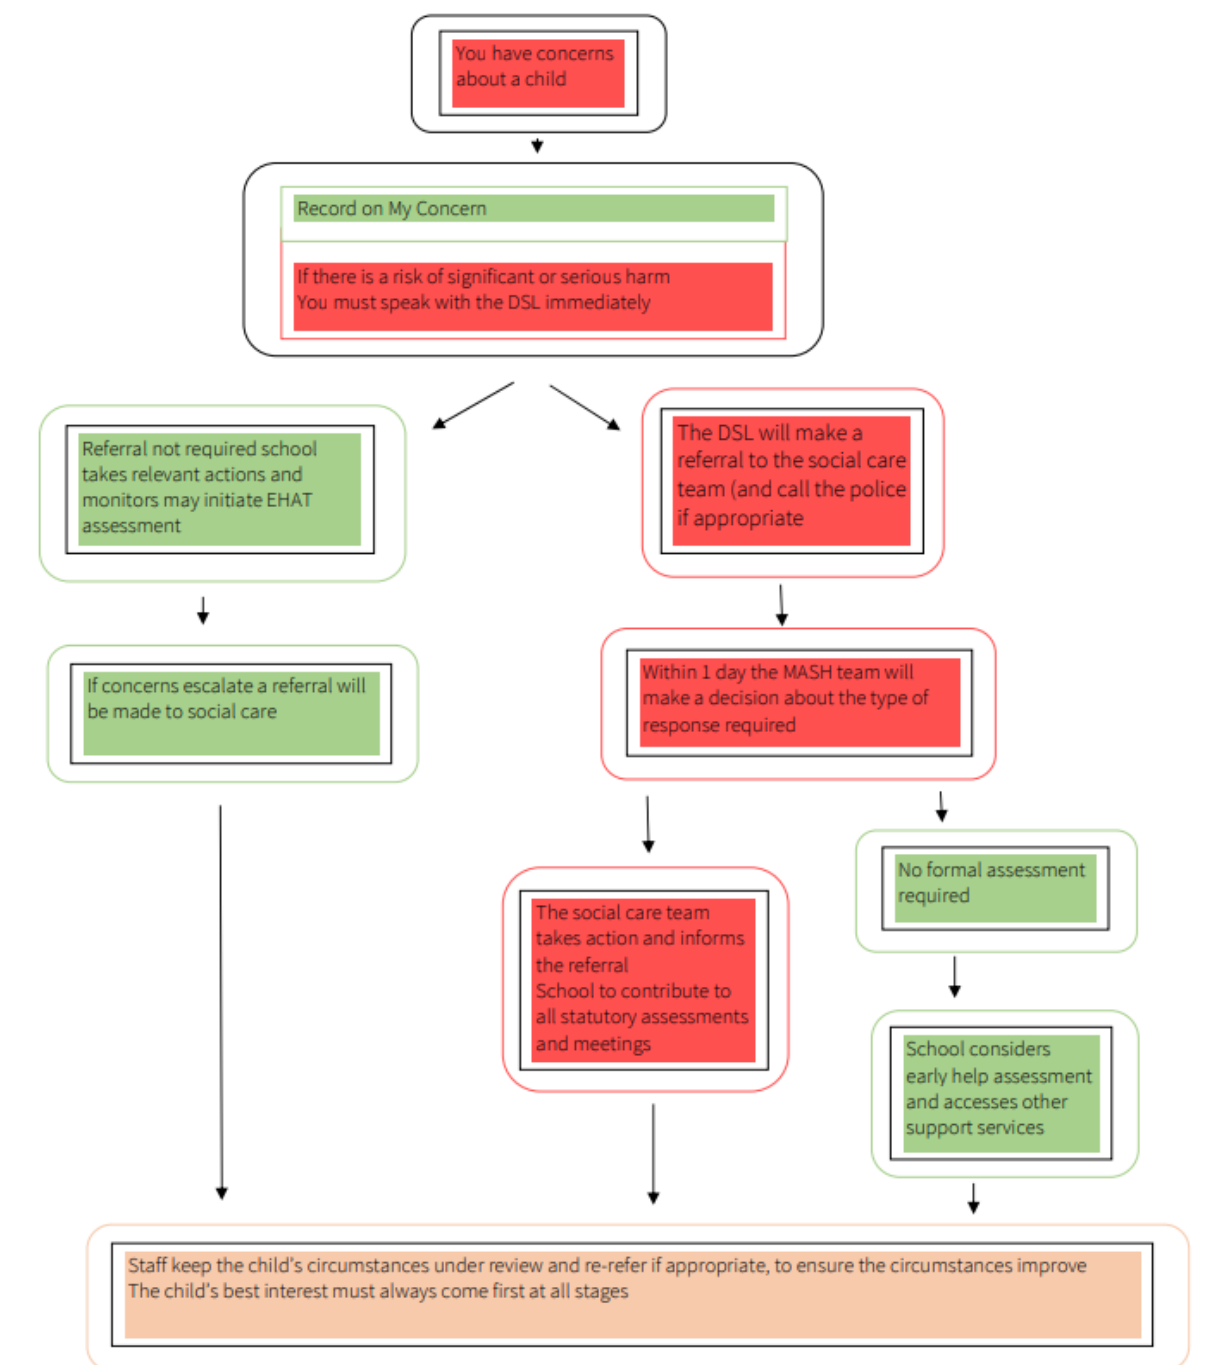 You have concerns
about a child
Record on My Concern
If there is a risk of significant or serious harm
You must speak with the DSL immediately
Referral not required school
takes relevant actions and
monitors may initiate EHAT
assessment
The DSL will make a
referral to the social care
team (and call the police
if appropriate
If concerns escalate a referral will
be made to social care
Within 1 day the MASH team will
make a decision about the type of
response required
No formal assessment
required
The social care team
takes action and informs
the referral
School to contribute to
all statutory assessments
and meetings
School considers
early help assessment
and accesses other
support services
Staff keep the child's circumstances under review and re-refer if appropriate, to ensure the circumstances improve
The child's best interest must always come first at all stages